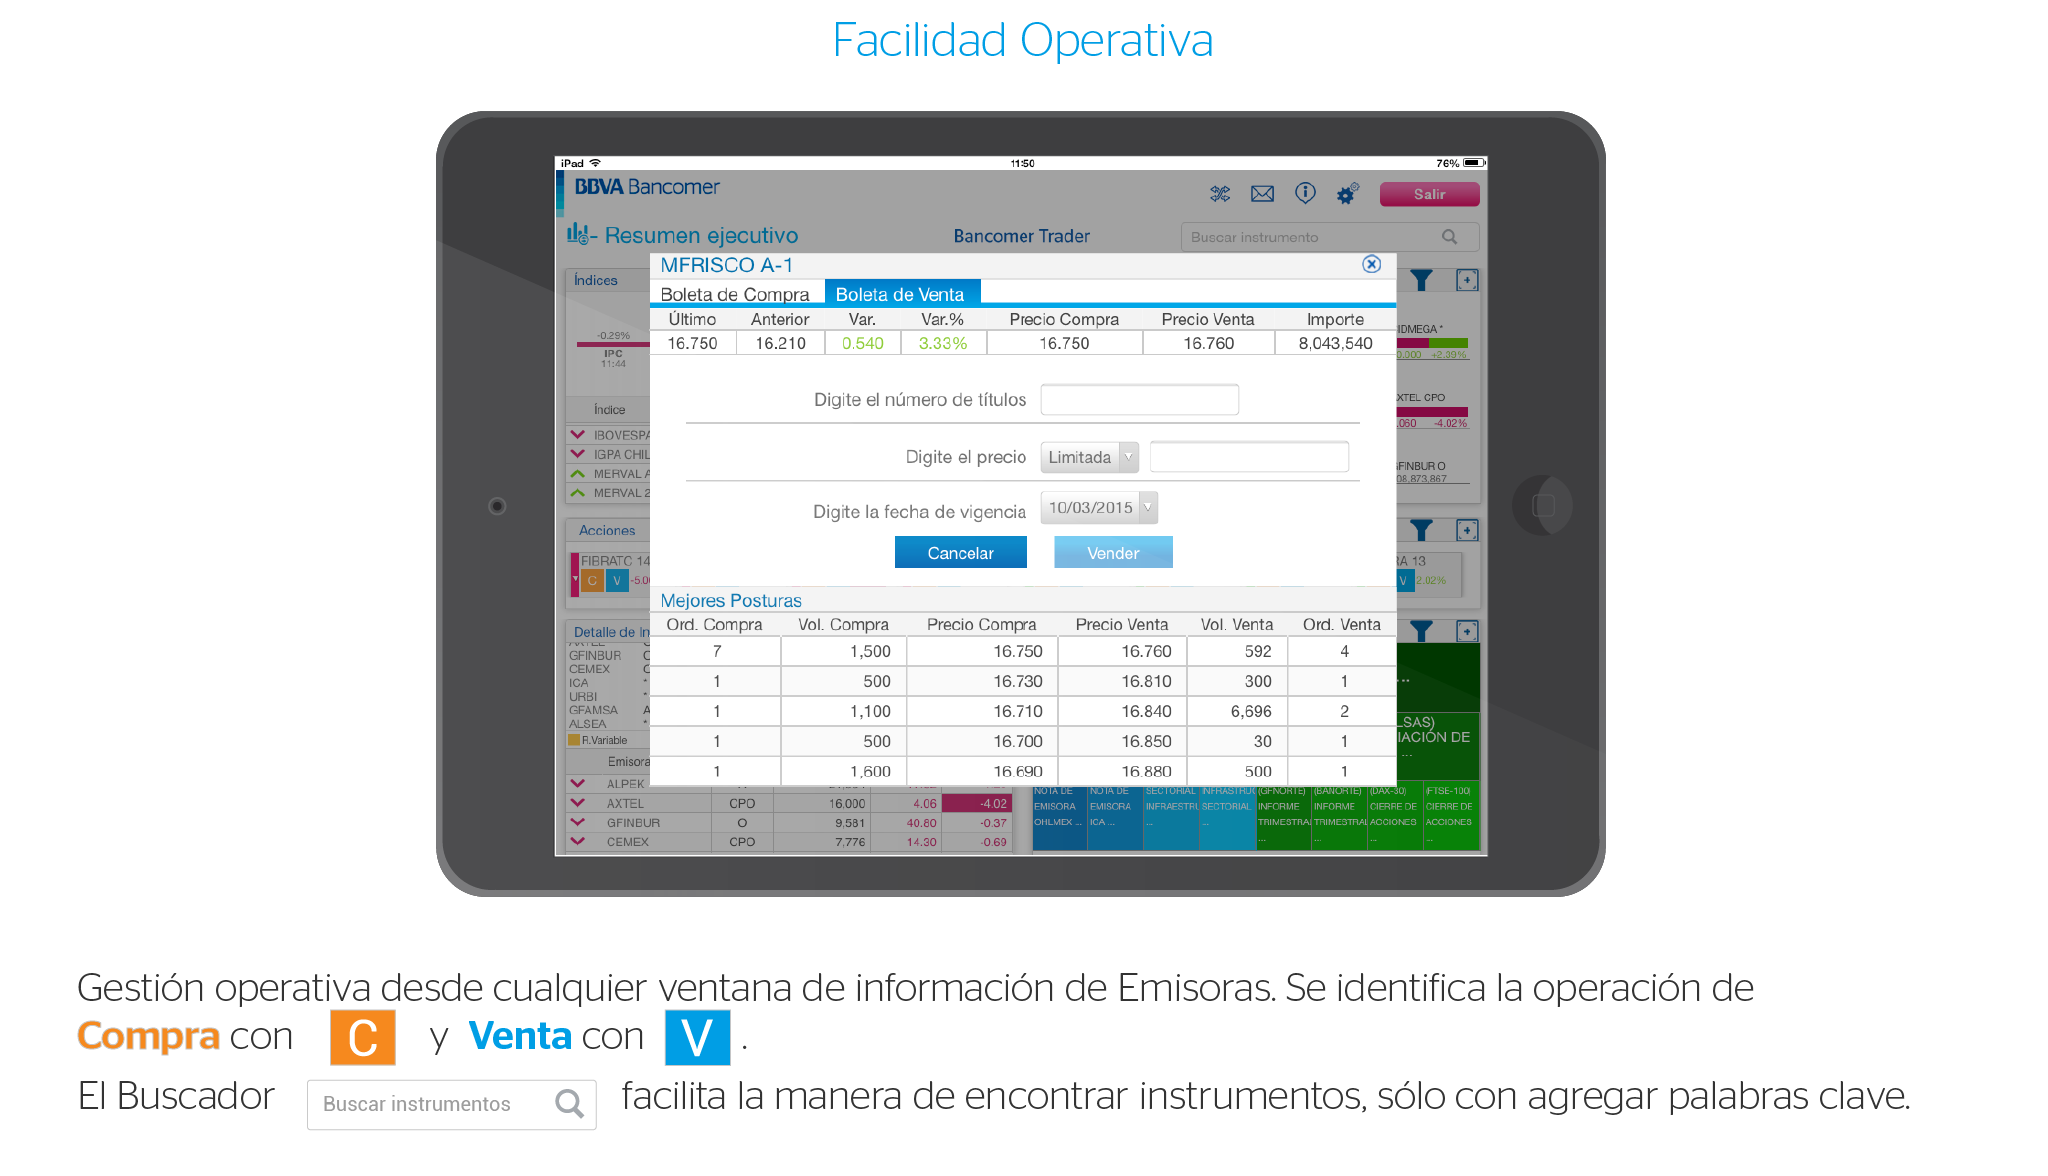 Facilidad Operativa
iPad 11:50 76%
BBVA Bancomer
Salir
- Resumen ejecutivo Bancomer Trader Buscar instrumento
MFRISCO A-1
Índices
Boleta de Compra Boleta de Venta
Último Anterior Var. Var.% Precio Compra Precio Venta Importe
16.750 16.210 0.540 3.33% 16.750 16.760 8,043,540
-0.29%
IPC
11:44
+2.39%
Digite el número de títulos
XTEL CPO
Índice
.060 -4.02%
IBOVESPA
Digite el precio Limitada
IGPA CHIL
MERVAL A
FINBUR O
08,873,867
MERVAL 2
Digite la fecha de vigencia 10/03/2015
Acciones
Cancelar Vender
FIBRATC 14
RA 13
C V -5.0
V 2.02%
Mejores Posturas
Ord. Compra Vol. Compra Precio Compra Precio Venta Vol. Venta Ord. Venta
7 1,500 16.750 16.760 592 4
1 500 16.730 16.810 300 1
1 1,100 16.710 16.840 6,696 2
1 500 16.700 16.850 30 1
1 1,600 16.690 16.880 500 1
Detalle de In
GFINBUR
CEMEX
ICA *
URBI *
GFAMSA A
ALSEA *
R.Variable
Emisora
LSAS)
IACIÓN DE
...
ALPEK
AXTEL CPO 16.000 4.06 -4.02
GFINBUR O 9,581 40.80 -0.37
CEMEX CPO 7,776 14.30 -0.69
NOTA DE NOTA DE SECTORIAL INFRASTRUC (GFNORTE) (BANORTE) (DAX-30) (FTSE-100)
EMISORA EMISORA INFRAESTRU SECTORIAL INFORME INFORME CIERRE DE CIERRE DE
OHLMEX ... ICA ... ... ... TRIMESTRAL TRIMESTRAL ACCIONES ACCIONES
... ... ... ...
Gestión operativa desde cualquier ventana de información de Emisoras. Se identifica la operación de
Compra con C y Venta con V .
El Buscador Buscar instrumentos facilita la manera de encontrar instrumentos, sólo con agregar palabras clave.